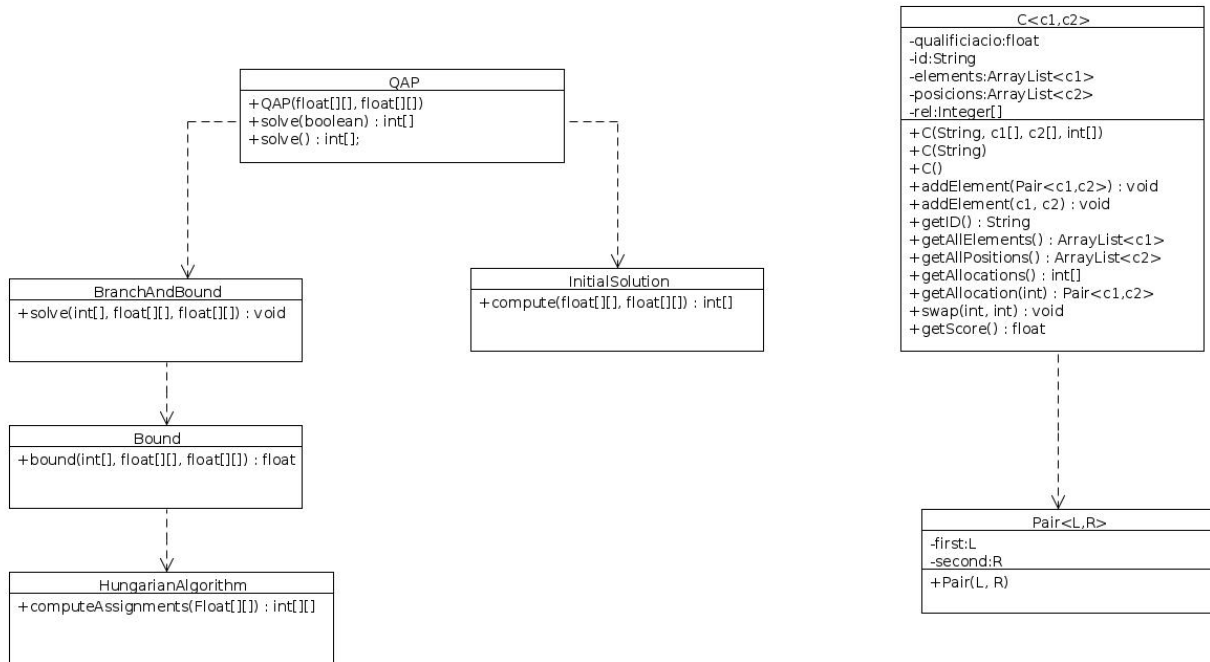 QAP
+QAP(float[][], float[][])
+solve(boolean) : int[]
+solve() : int[];
BranchAndBound
+solve(int[], float[][], float[][]) : void
InitialSolution
+compute(float[][], float[][]) : int[]
Bound
+bound(int[], float[][], float[][]) : float
HungarianAlgorithm
+computeAssignments(Float[][]) : int[][]
C<c1,c2>
-qualificiacio:float
-id:String
-elements:ArrayList<c1>
-posicions:ArrayList<c2>
-rel:Integer[]
+C(String, c1[], c2[], int[])
+C(String)
+C()
+addElement(Pair<c1,c2>) : void
+addElement(c1, c2) : void
+getID() : String
+getAllElements() : ArrayList<c1>
+getAllPositions() : ArrayList<c2>
+getAllocations() : int[]
+getAllocation(int) : Pair<c1,c2>
+swap(int, int) : void
+getScore() : float
Pair<L,R>
-first:L
-second:R
+Pair(L, R)